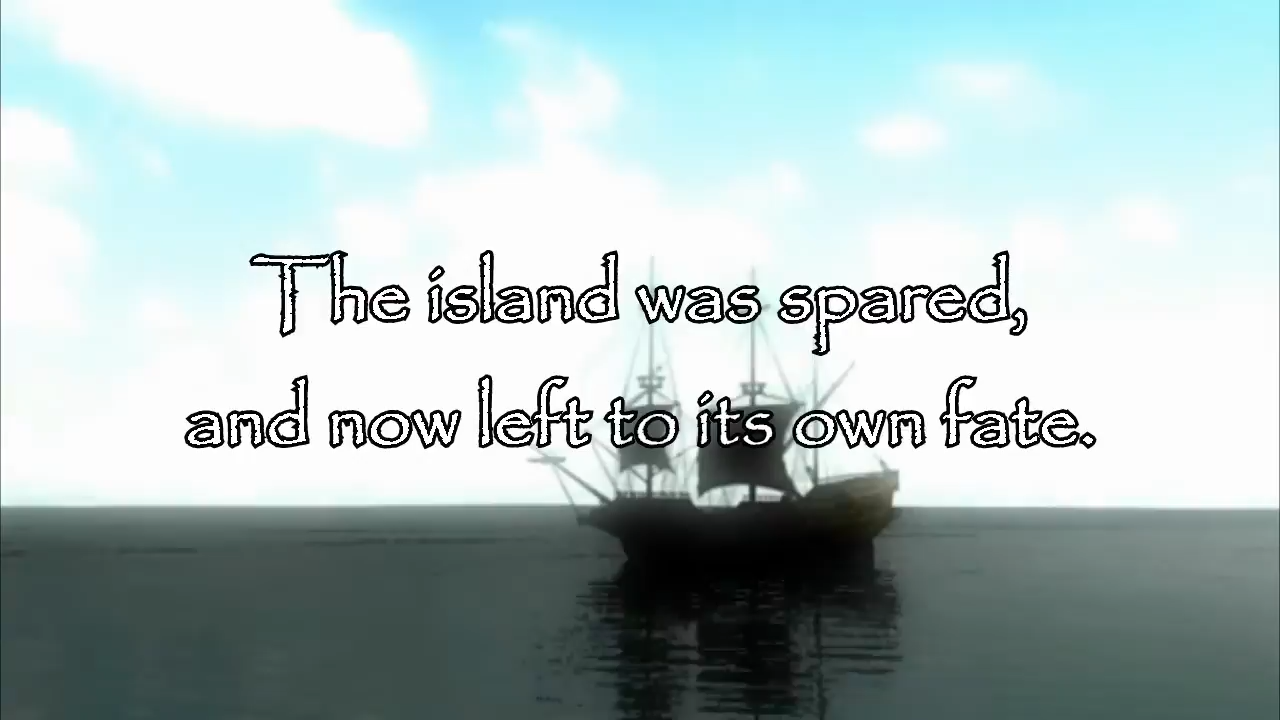 The island was spared,
and now left to its own fate.